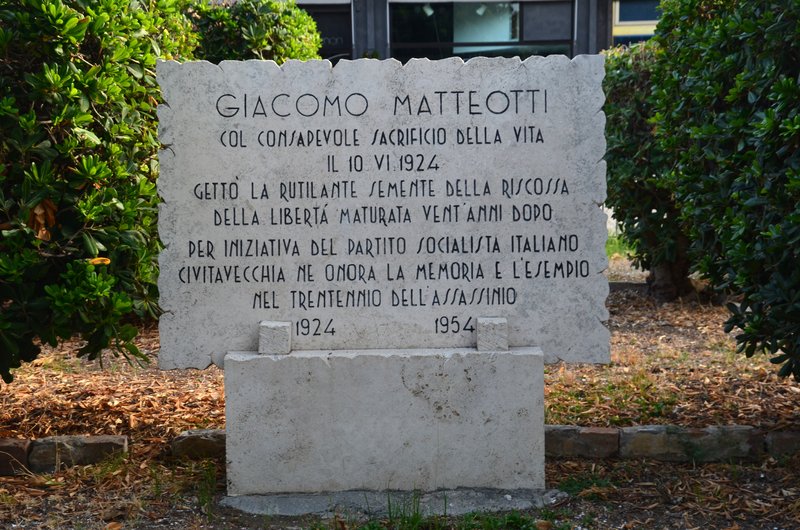 GIACOMO MATTEOTTI
COL CONSAPEVOLE SACRIFICIO DELLA VITA
IL 10 VI 1924
GETTÒ LA RUTILANTE SEMENTE DELLA RISCOSSA
DELLA LIBERTÁ MATURATA VENT'ANNI DOPO
PER INIZIATIVA DEL PARTITO SOCIALISTA ITALIANO
CIVITAVECCHIA NE ONORA LA MEMORIA E L'ESEMPIO
NEL TRENTENNIO DELL'ASSASSINIO
1924 1954